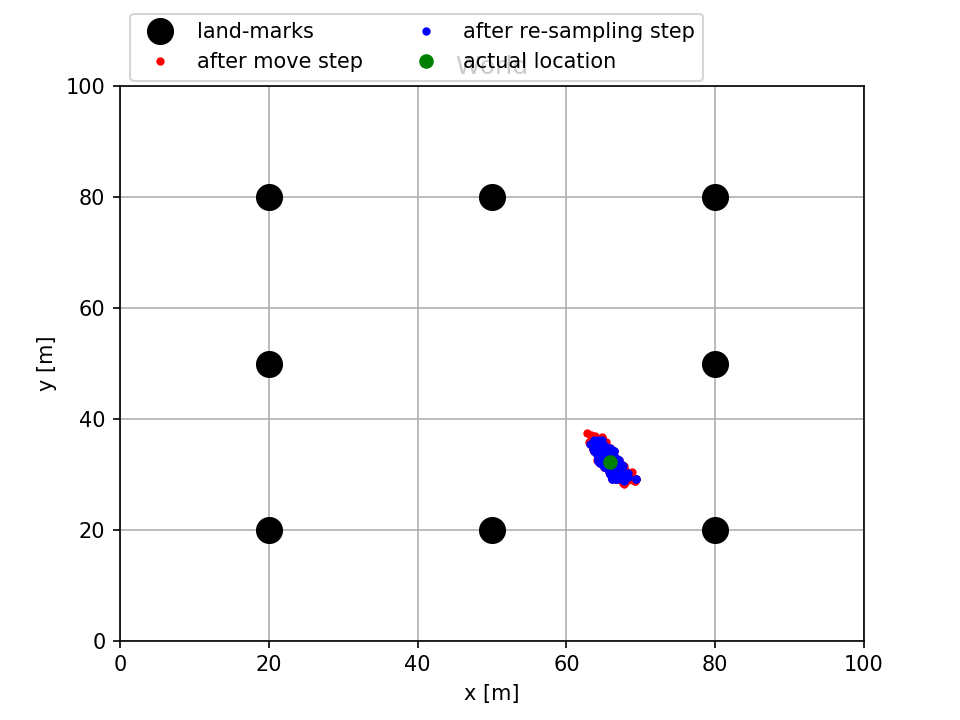 land-marks
after move step
after re-sampling step
actual location
World
100
80
60
40
20
0
y [m]
0 20 40 60 80 100
x [m]